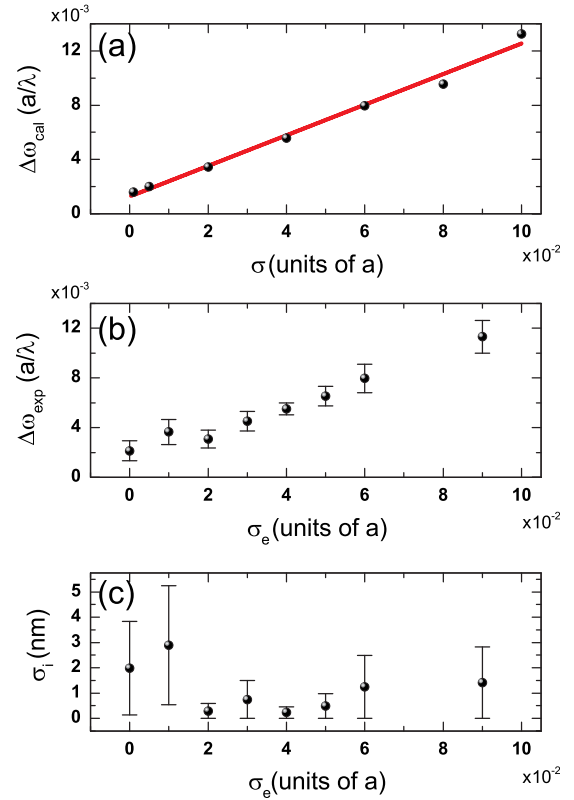 x10⁻³
(a)
Δω_cal (a/λ)
12
8
4
0
0 2 4 6 8 10
x10⁻²
σ(units of a)
x10⁻³
(b)
Δω_exp (a/λ)
12
8
4
0
0 2 4 6 8 10
x10⁻²
σ_e(units of a)
(c)
σ_i(nm)
5
4
3
2
1
0
0 2 4 6 8 10
x10⁻²
σ_e(units of a)